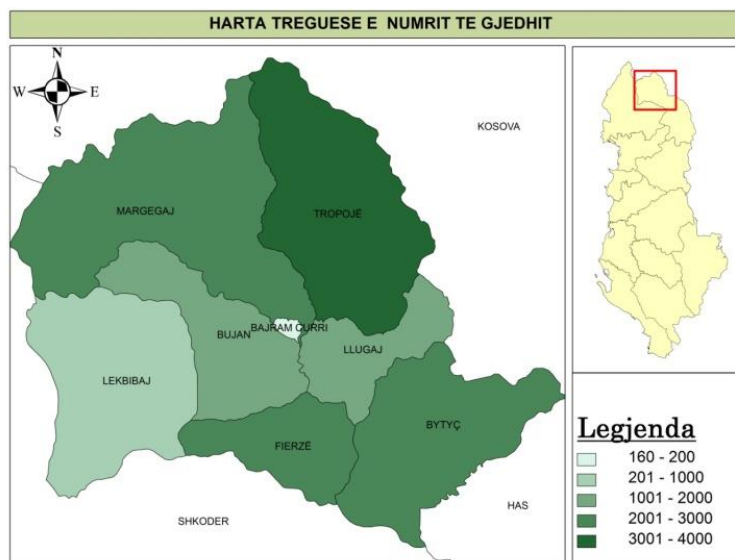 HARTA TREGUESE E NUMRIT TE GJEDHIT
N
W E
S
KOSOVA
MARGEGAJ
TROPOJË
BAJRAM CURRI
BUJAN
LLUGAJ
LEKBIBAJ
BYTYÇ
FIERZË
SHKODER
HAS
Legjenda
160 - 200
201 - 1000
1001 - 2000
2001 - 3000
3001 - 4000